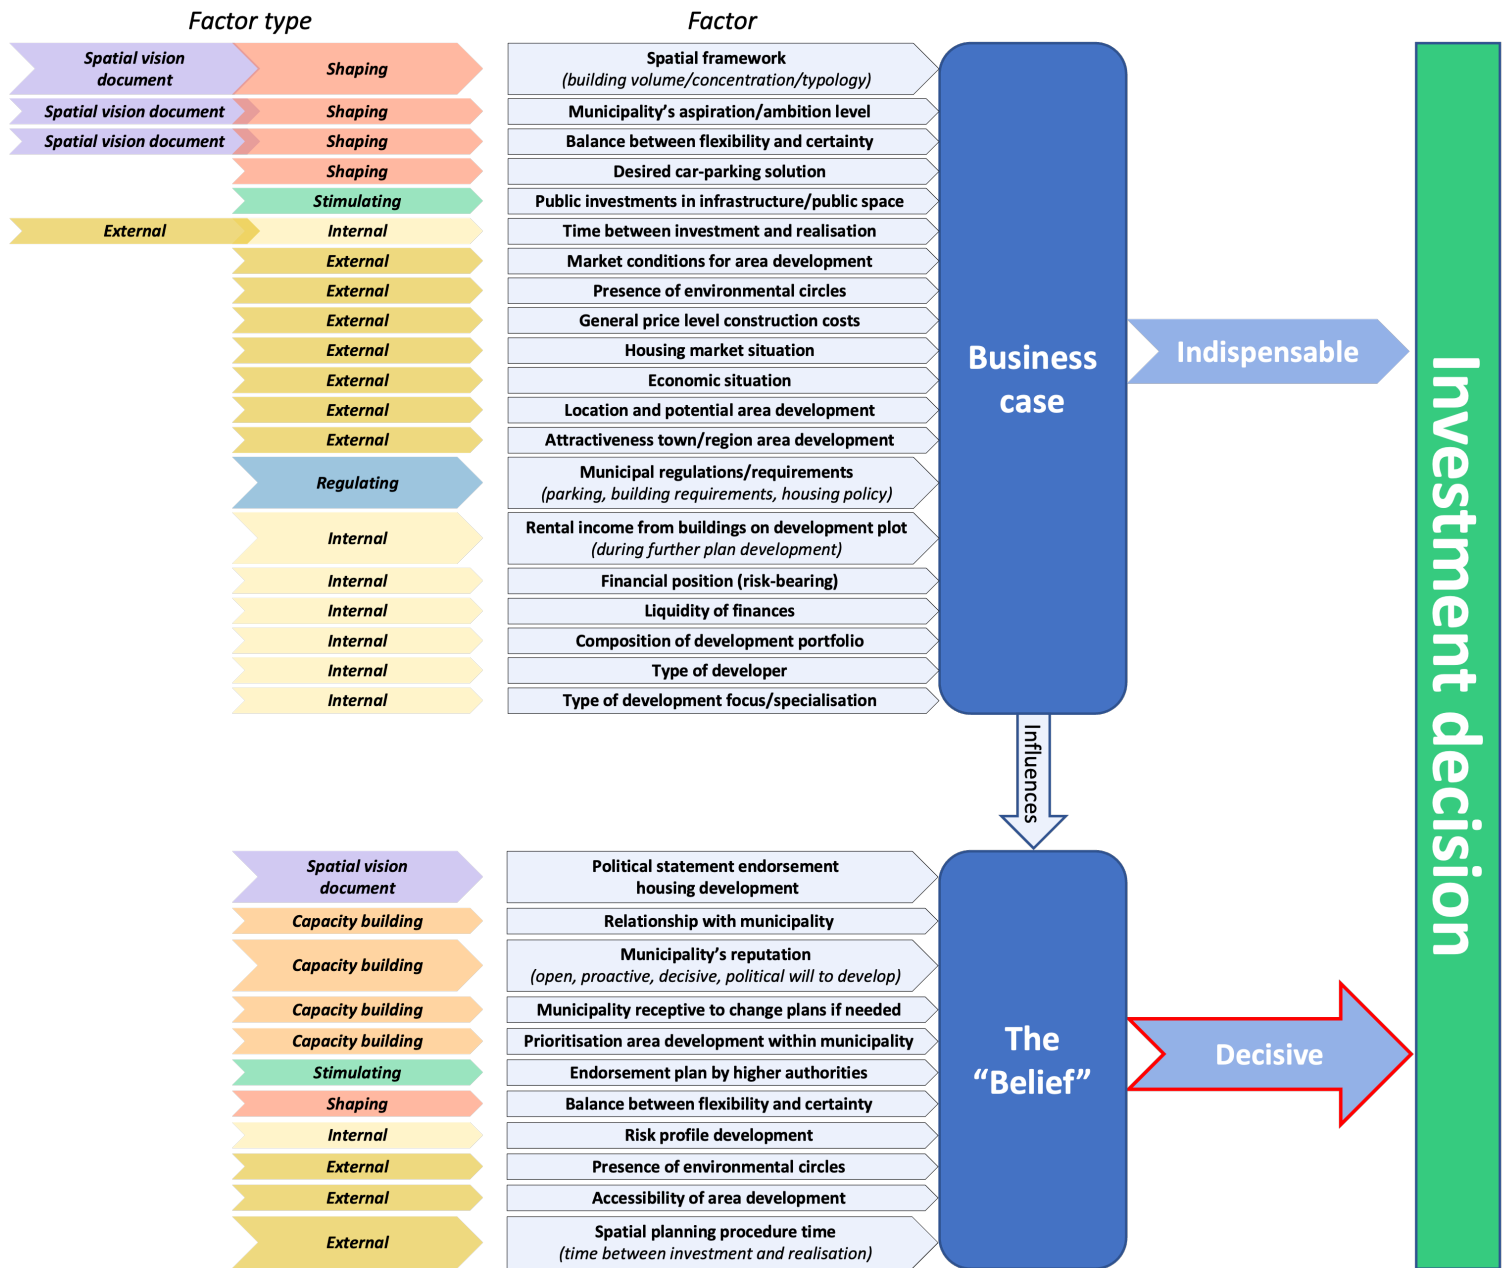 Factor type
Factor
Spatial vision
document
Shaping
Spatial framework
(building volume/concentration/typology)
Spatial vision document
Shaping
Municipality's aspiration/ambition level
Spatial vision document
Shaping
Balance between flexibility and certainty
Shaping
Desired car-parking solution
Stimulating
Public investments in infrastructure/public space
External
Internal
Time between investment and realisation
External
Market conditions for area development
External
Presence of environmental circles
External
General price level construction costs
External
Housing market situation
External
Economic situation
External
Location and potential area development
External
Attractiveness town/region area development
Regulating
Municipal regulations/requirements
(parking, building requirements, housing policy)
Internal
Rental income from buildings on development plot
(during further plan development)
Internal
Financial position (risk-bearing)
Internal
Liquidity of finances
Internal
Composition of development portfolio
Internal
Type of developer
Internal
Type of development focus/specialisation
Business
case
Indispensable
Influences
Spatial vision
document
Political statement endorsement
housing development
Capacity building
Relationship with municipality
Capacity building
Municipality's reputation
(open, proactive, decisive, political will to develop)
Capacity building
Municipality receptive to change plans if needed
Capacity building
Prioritisation area development within municipality
Stimulating
Endorsement plan by higher authorities
Shaping
Balance between flexibility and certainty
Internal
Risk profile development
External
Presence of environmental circles
External
Accessibility of area development
External
Spatial planning procedure time
(time between investment and realisation)
The
“Belief”
Decisive
Investment decision